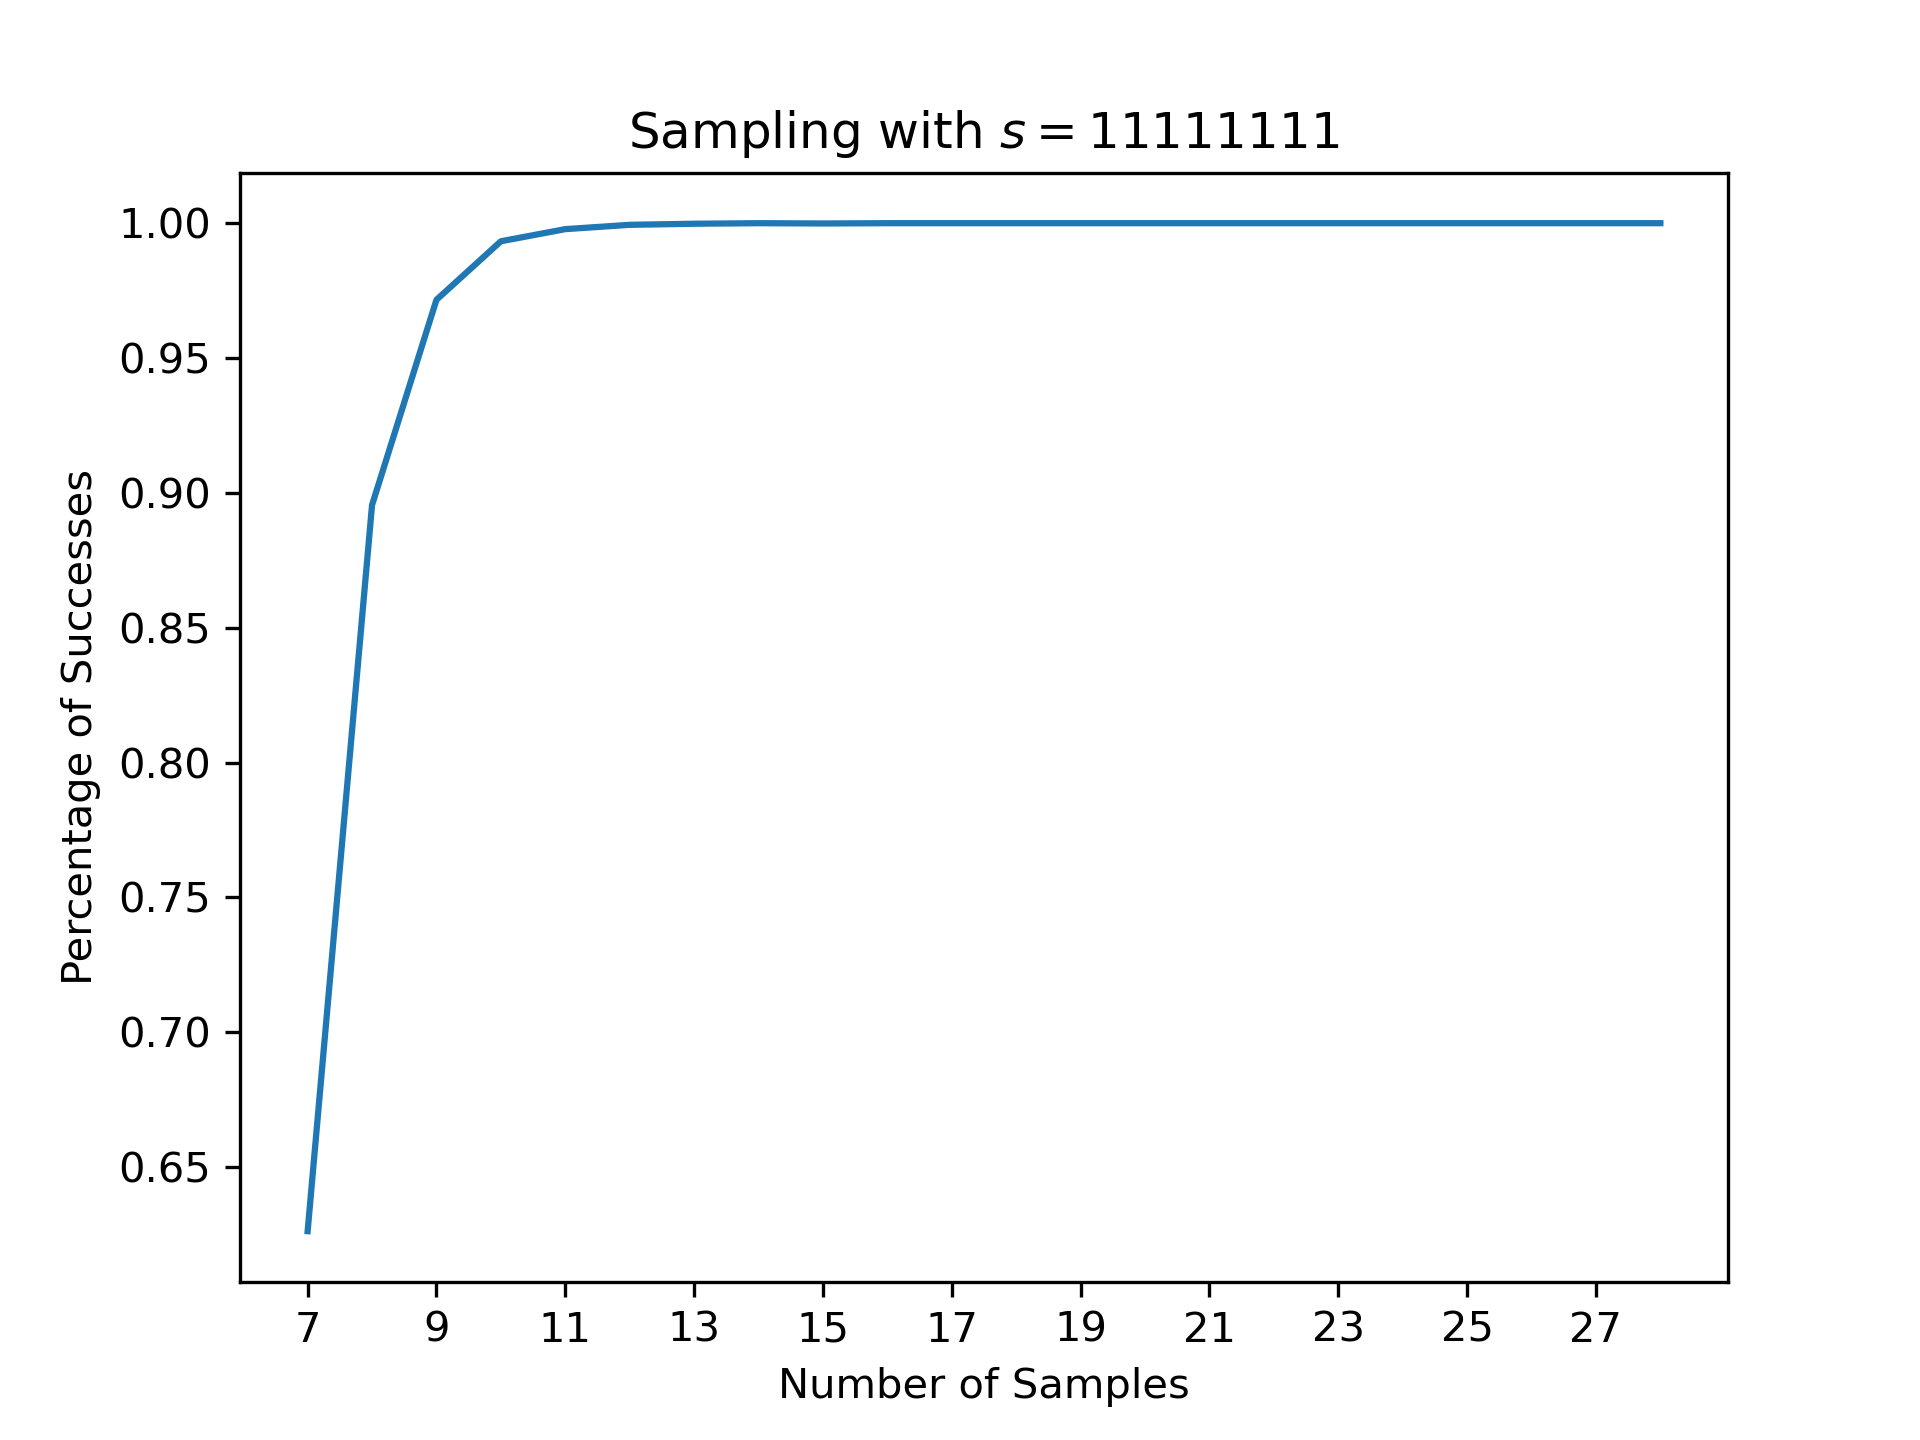 Sampling with s = 11111111
1.00
0.95
0.90
0.85
0.80
0.75
0.70
0.65
Percentage of Successes
7 9 11 13 15 17 19 21 23 25 27
Number of Samples